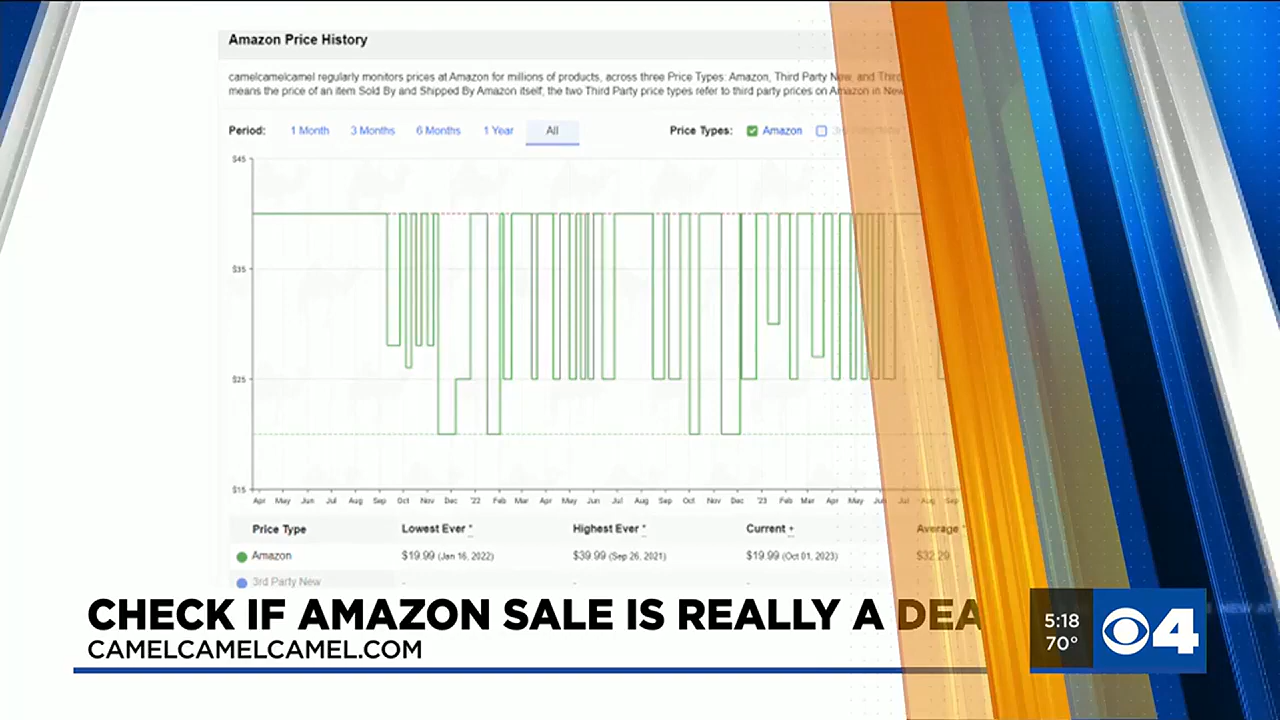 Amazon Price History
camelcamelcamel regularly monitors prices at Amazon for millions of products, across three Price Types: Amazon, Third Party New, and Third
means the price of an item Sold By and Shipped By Amazon itself; the two Third Party price types refer to third party prices on Amazon in New
Period: 1 Month 3 Months 6 Months 1 Year All Price Types: Amazon
$45
$35
$25
$15
Apr May Jun Jul Aug Sep Oct Nov Dec '22 Feb Mar Apr May Jun Jul Aug Sep Oct Nov Dec '23 Feb Mar Apr May Jun Jul Aug Sep
Price Type Lowest Ever * Highest Ever * Current + Average *
Amazon $19.99 (Jan 16, 2022) $39.99 (Sep 26, 2021) $19.99 (Oct 01, 2023) $32.29
3rd Party New - - -
CHECK IF AMAZON SALE IS REALLY A DEA
CAMELCAMELCAMEL.COM
5:18
70°
4